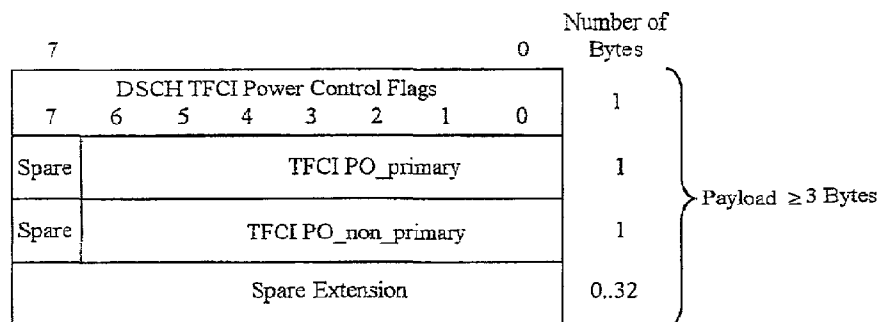 Number of
7 0 Bytes
DSCH TFCI Power Control Flags
7 6 5 4 3 2 1 0
1
Spare TFCI PO_primary 1
Payload ≥ 3 Bytes
Spare TFCI PO_non_primary 1
Spare Extension 0..32